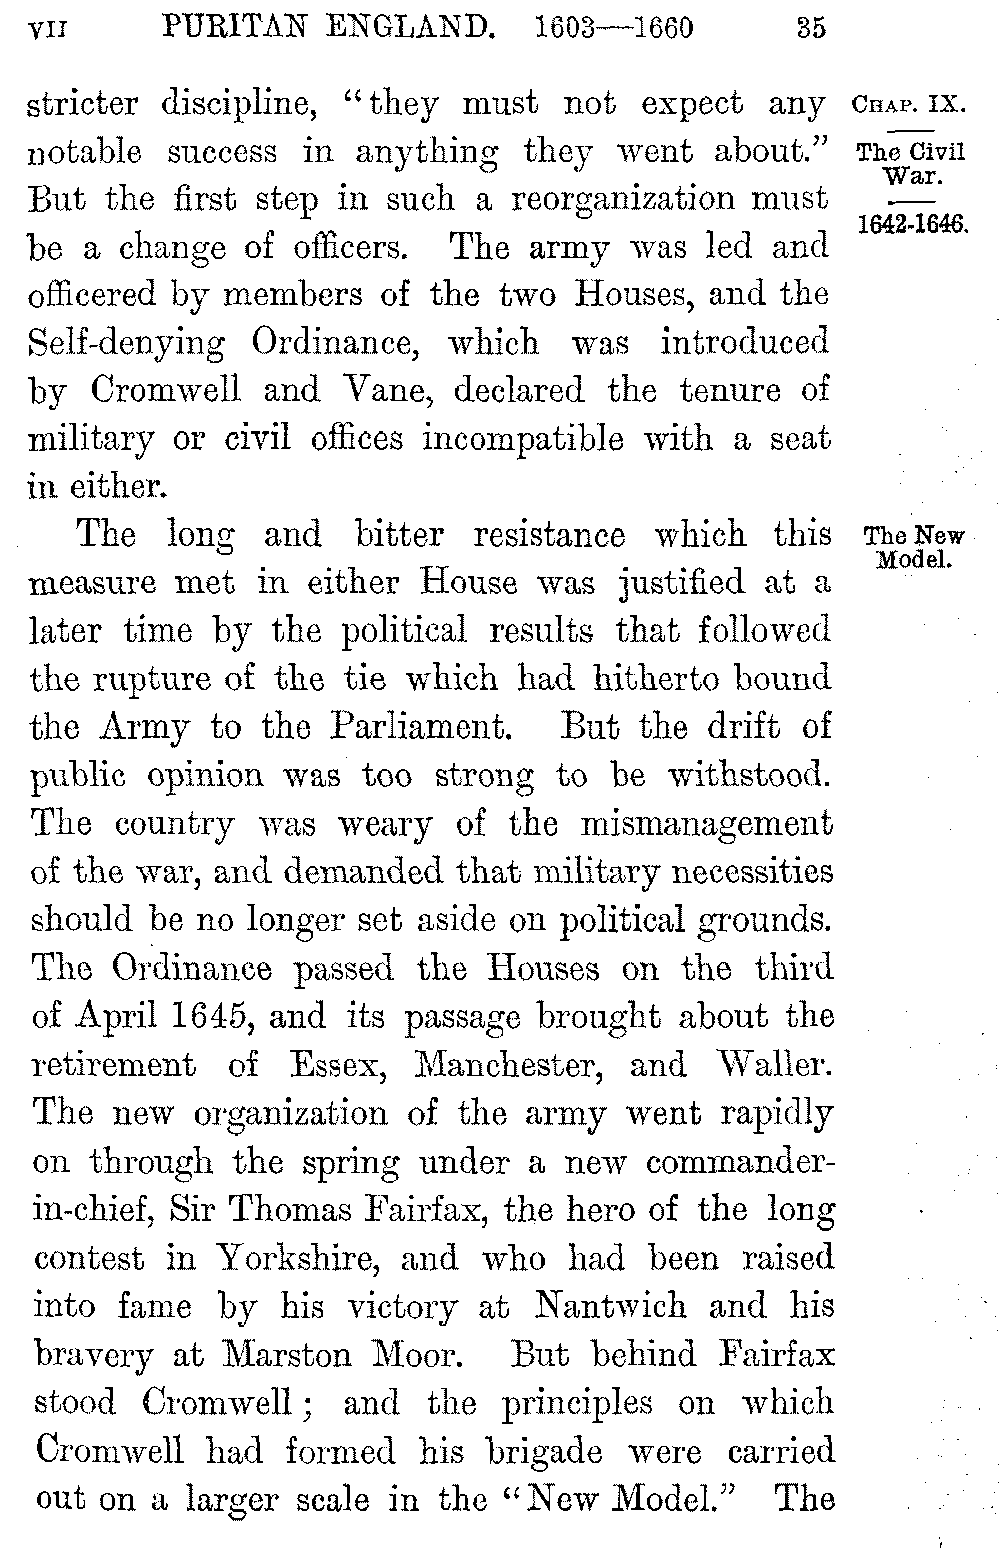 VII PURITAN ENGLAND. 1603—1660 35
stricter discipline, “they must not expect any
notable success in anything they went about.”
But the first step in such a reorganization must
be a change of officers. The army was led and
officered by members of the two Houses, and the
Self-denying Ordinance, which was introduced
by Cromwell and Vane, declared the tenure of
military or civil offices incompatible with a seat
in either.
CHAP. IX.
The Civil
War.
1642-1646.
The long and bitter resistance which this
measure met in either House was justified at a
later time by the political results that followed
the rupture of the tie which had hitherto bound
the Army to the Parliament. But the drift of
public opinion was too strong to be withstood.
The country was weary of the mismanagement
of the war, and demanded that military necessities
should be no longer set aside on political grounds.
The Ordinance passed the Houses on the third
of April 1645, and its passage brought about the
retirement of Essex, Manchester, and Waller.
The new organization of the army went rapidly
on through the spring under a new commander-
in-chief, Sir Thomas Fairfax, the hero of the long
contest in Yorkshire, and who had been raised
into fame by his victory at Nantwich and his
bravery at Marston Moor. But behind Fairfax
stood Cromwell; and the principles on which
Cromwell had formed his brigade were carried
out on a larger scale in the “New Model.” The
The New
Model.